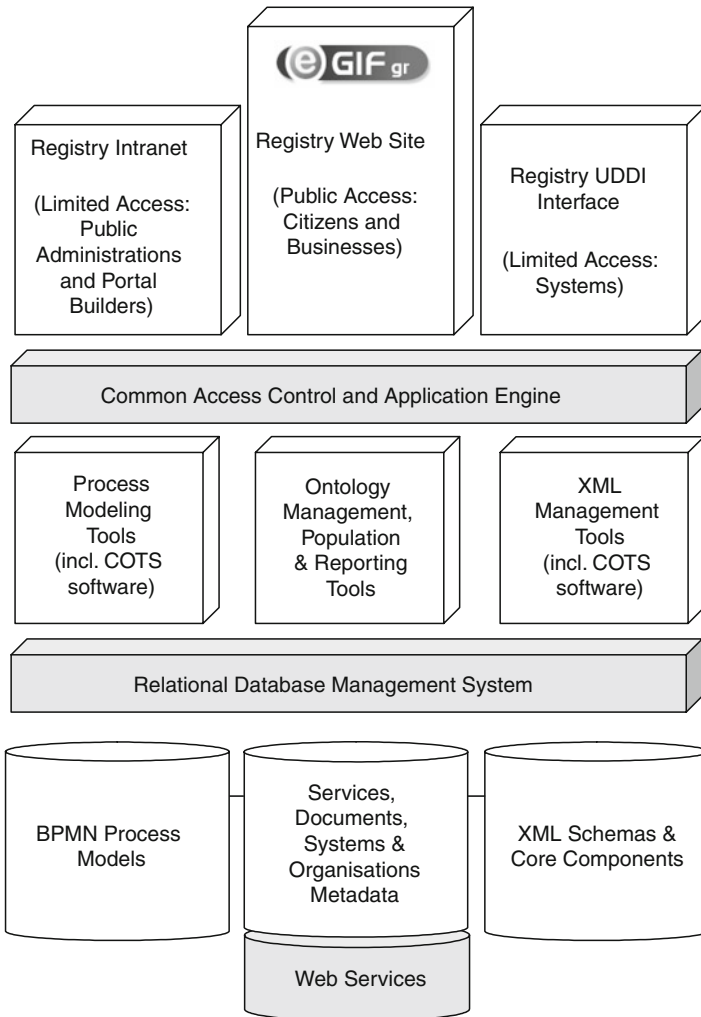 e GIF gr
Registry Intranet
(Limited Access:
Public
Administrations
and Portal
Builders)
Registry Web Site
(Public Access:
Citizens and
Businesses)
Registry UDDI
Interface
(Limited Access:
Systems)
Common Access Control and Application Engine
Process
Modeling
Tools
(incl. COTS
software)
Ontology
Management,
Population
& Reporting
Tools
XML
Management
Tools
(incl. COTS
software)
Relational Database Management System
BPMN Process
Models
Services,
Documents,
Systems &
Organisations
Metadata
XML Schemas &
Core Components
Web Services